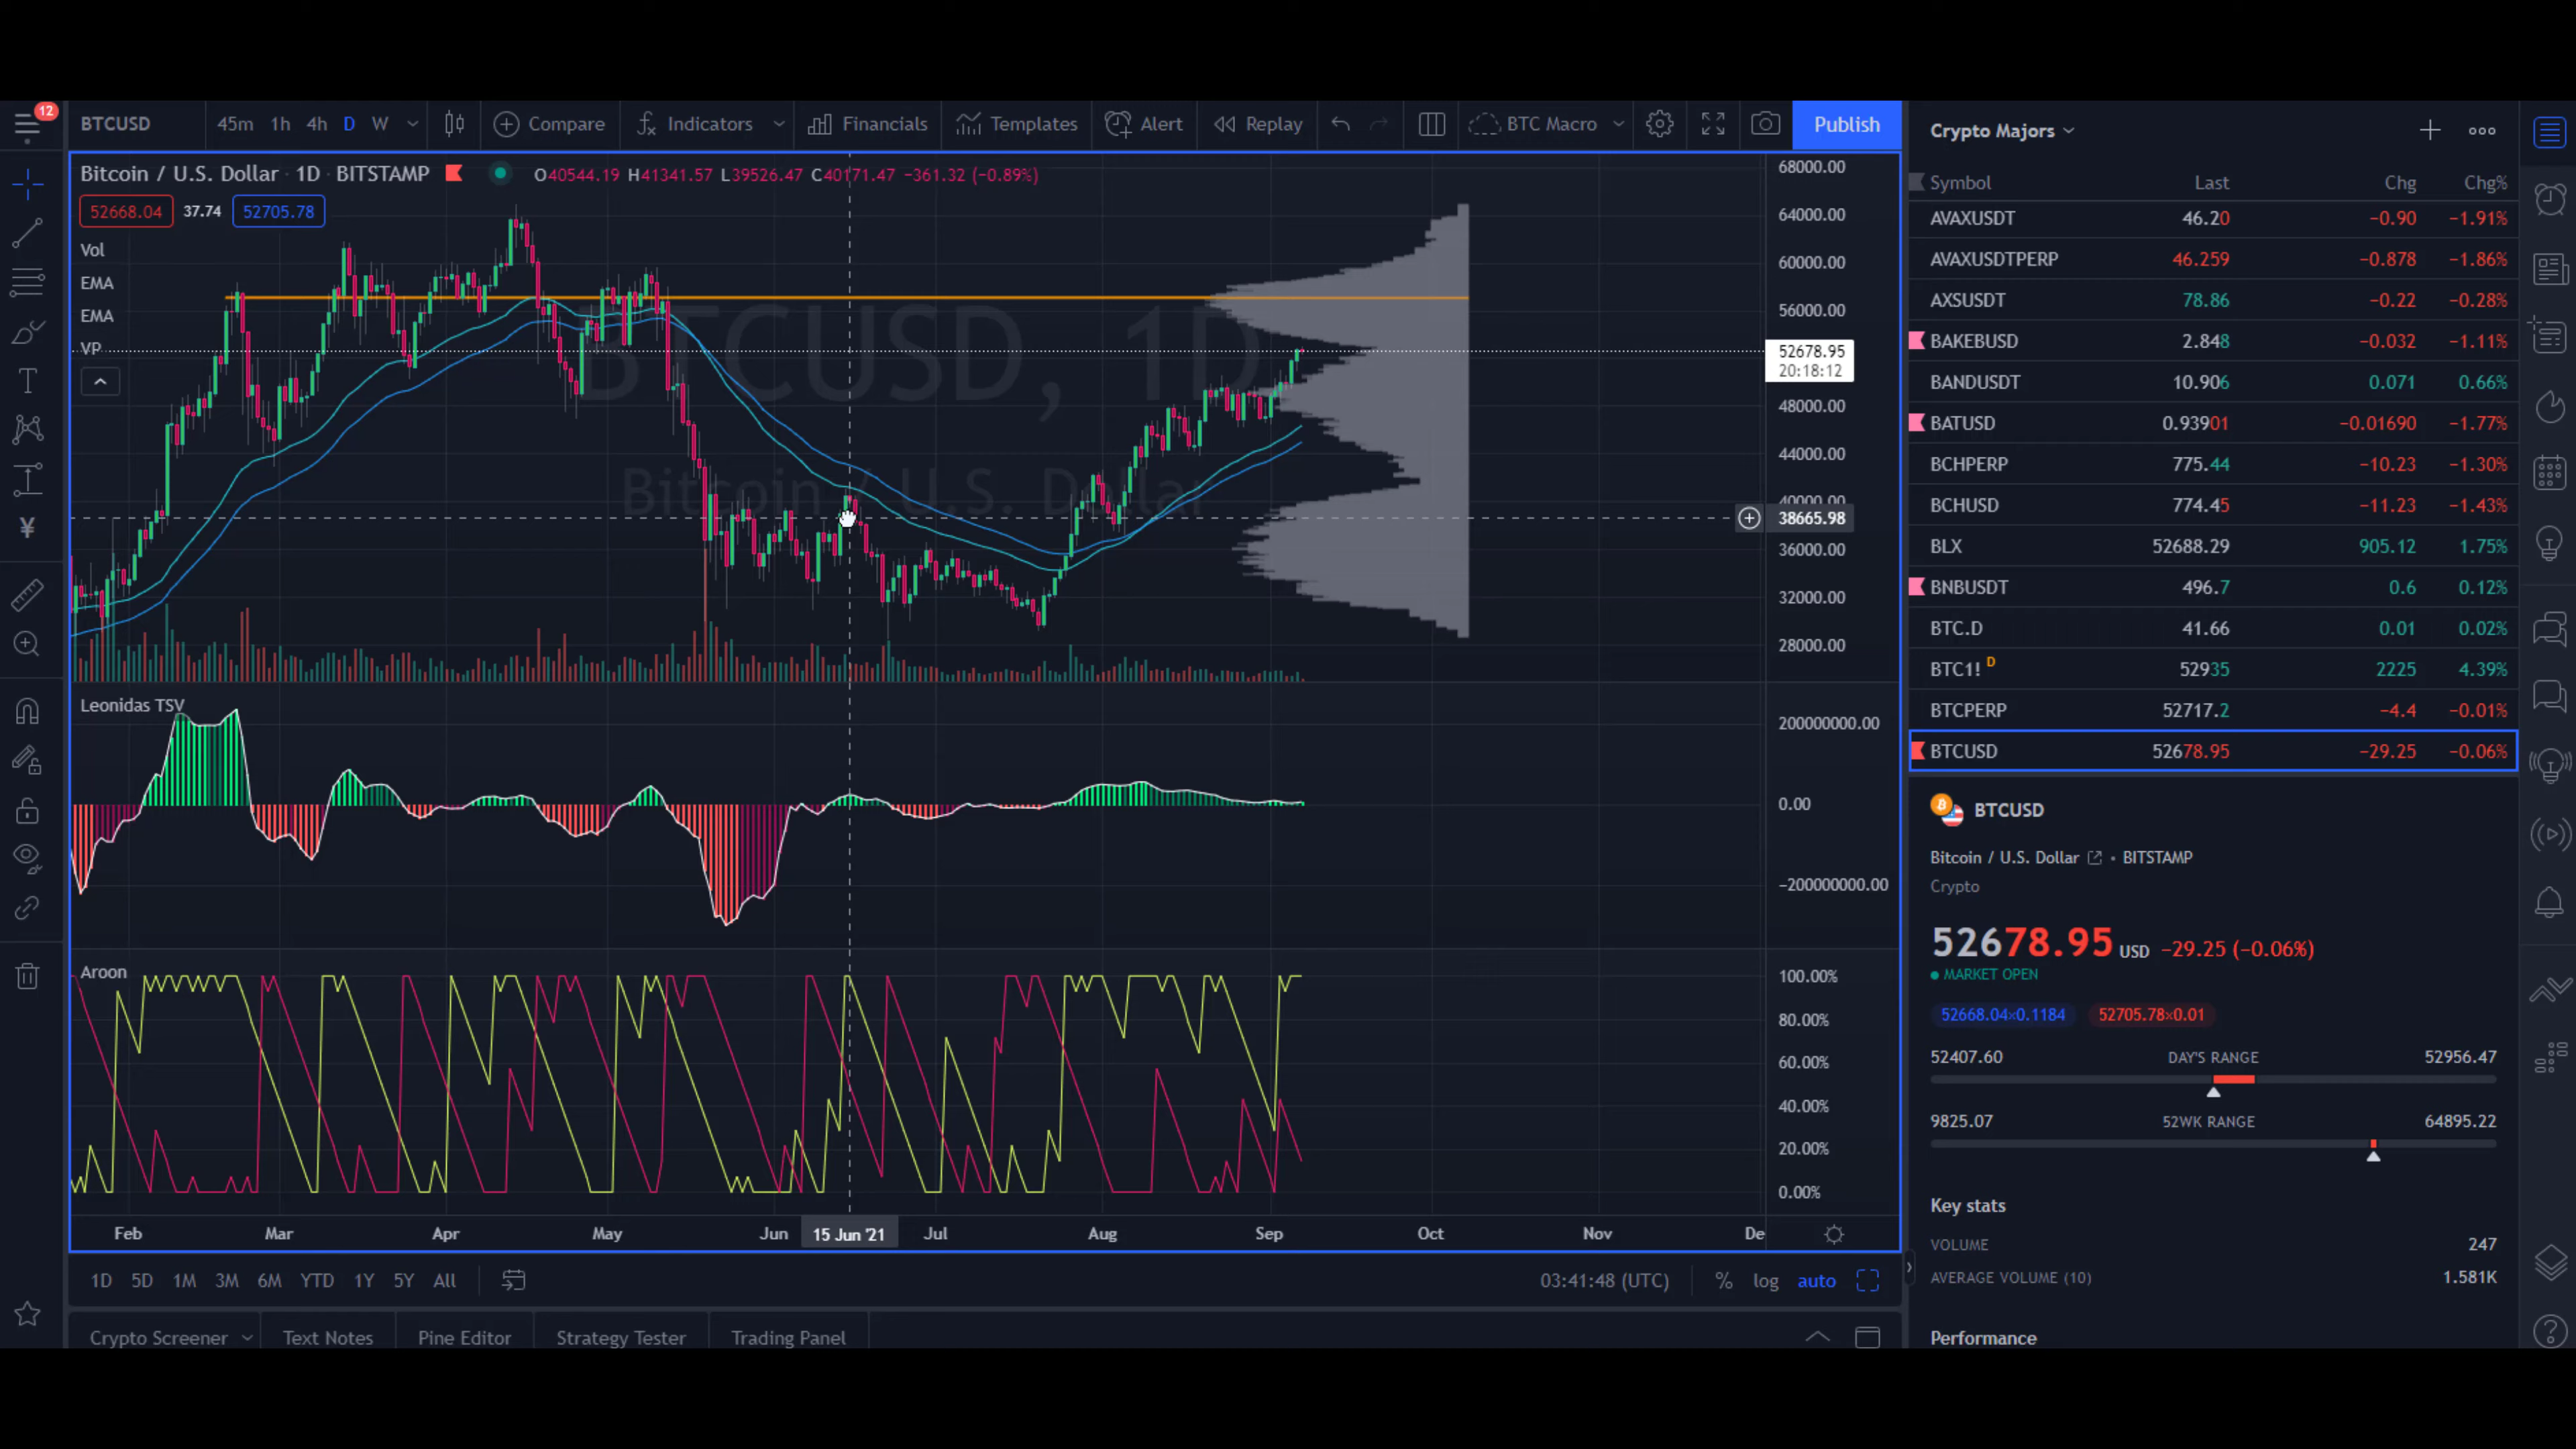 12
BTCUSD 45m 1h 4h D W Compare Indicators Financials Templates Alert Replay BTC Macro Publish
Bitcoin / U.S. Dollar · 1D · BITSTAMP O40544.19 H41341.57 L39526.47 C40171.47 −361.32 (−0.89%)
52668.04 37.74 52705.78
Vol
EMA
EMA
VP
BTCUSD, 1D
Bitcoin / U.S. Dollar
68000.00
64000.00
60000.00
56000.00
52678.95
20:18:12
48000.00
44000.00
40000.00
38665.98
36000.00
32000.00
28000.00
Leonidas TSV
200000000.00
0.00
−200000000.00
Aroon
100.00%
80.00%
60.00%
40.00%
20.00%
0.00%
Feb Mar Apr May Jun 15 Jun '21 Jul Aug Sep Oct Nov De
1D 5D 1M 3M 6M YTD 1Y 5Y All 03:41:48 (UTC) % log auto
Crypto Screener Text Notes Pine Editor Strategy Tester Trading Panel
Crypto Majors
Symbol Last Chg Chg%
AVAXUSDT 46.20 −0.90 −1.91%
AVAXUSDTPERP 46.259 −0.878 −1.86%
AXSUSDT 78.86 −0.22 −0.28%
BAKEBUSD 2.848 −0.032 −1.11%
BANDUSDT 10.906 0.071 0.66%
BATUSD 0.93901 −0.01690 −1.77%
BCHPERP 775.44 −10.23 −1.30%
BCHUSD 774.45 −11.23 −1.43%
BLX 52688.29 905.12 1.75%
BNBUSDT 496.7 0.6 0.12%
BTC.D 41.66 0.01 0.02%
BTC1! D 52935 2225 4.39%
BTCPERP 52717.2 −4.4 −0.01%
BTCUSD 52678.95 −29.25 −0.06%
BTCUSD
Bitcoin / U.S. Dollar • BITSTAMP
Crypto
52678.95 USD −29.25 (−0.06%)
MARKET OPEN
52668.04×0.1184 52705.78×0.01
52407.60 DAY'S RANGE 52956.47
9825.07 52WK RANGE 64895.22
Key stats
VOLUME 247
AVERAGE VOLUME (10) 1.581K
Performance